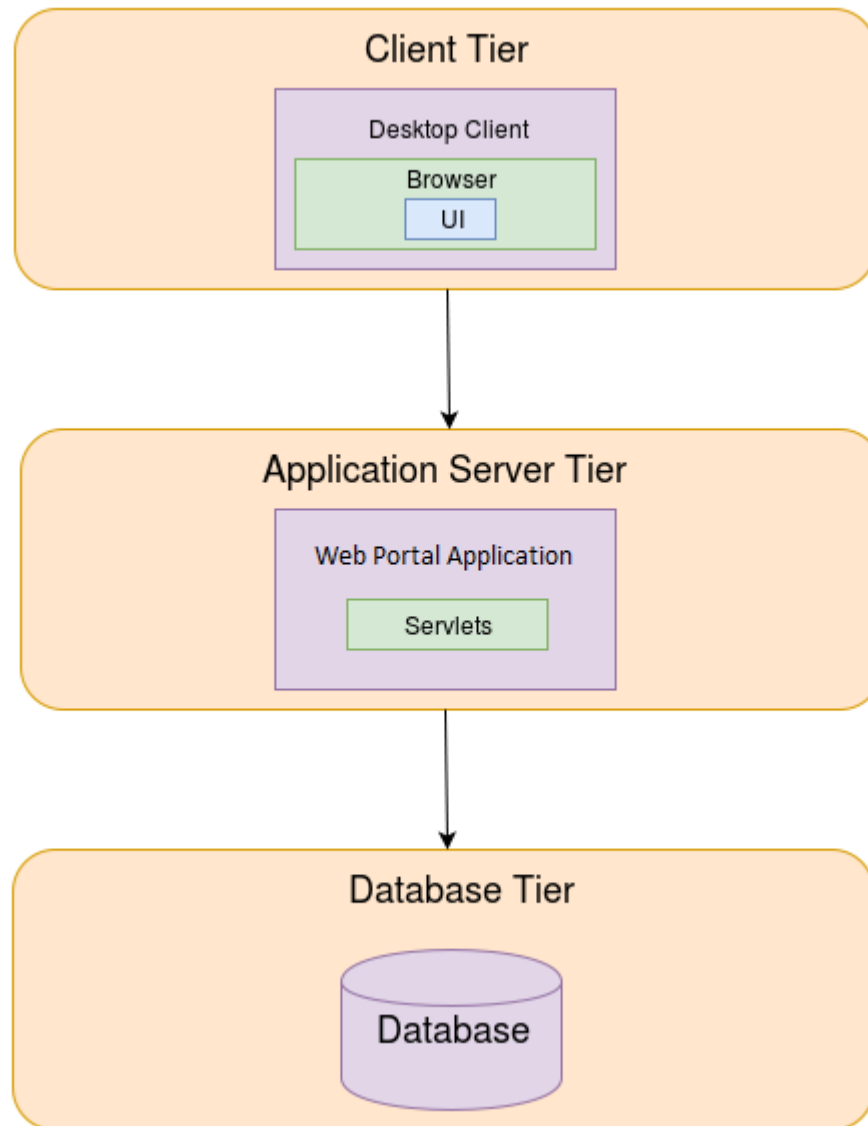 Client Tier
Desktop Client
Browser
UI
Application Server Tier
Web Portal Application
Servlets
Database Tier
Database